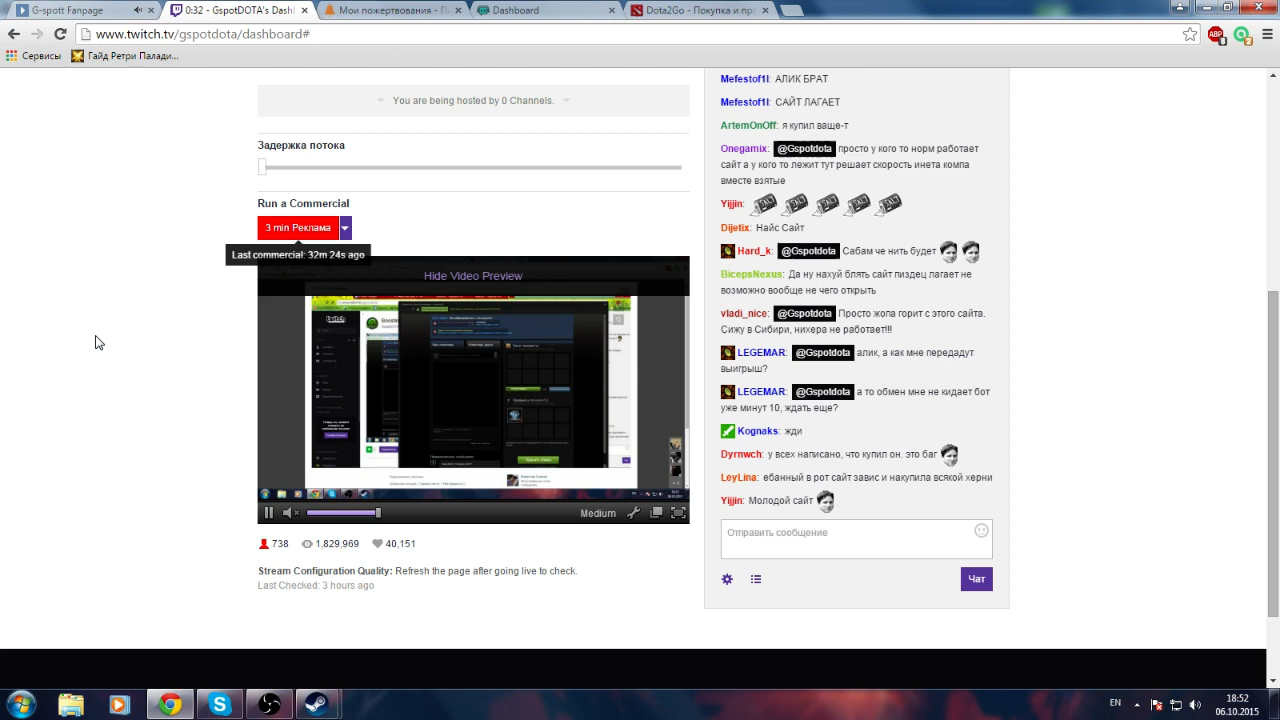 G-spott Fanpage
0:32 - GspotDOTA's Dashl
Мои пожертвования - П
Dashboard
Dota2Go - Покупка и пр
www.twitch.tv/gspotdota/dashboard#
ABP
Сервисы
Гайд Ретри Палади...
You are being hosted by 0 Channels.
Задержка потока
Run a Commercial
3 min Реклама
Last commercial: 32m 24s ago
Hide Video Preview
Medium
738 1,829,969 40,151
Stream Configuration Quality: Refresh the page after going live to check.
Last Checked: 3 hours ago
Mefestof1l: АЛИК БРАТ
Mefestof1l: САЙТ ЛАГАЕТ
ArtemOnOff: я купил ваще-т
Onegamix: @Gspotdota просто у кого то норм работает
сайт а у кого то лежит тут решает скорость инета компа
вместе взятые
Yijjin: SALT SALT SALT SALT SALT
Dijetix: Найс Сайт
Hard_k: @Gspotdota Сабам че нить будет
BicepsNexus: Да ну нахуй блять сайт пиздец лагает не
возможно вообще не чего открыть
vladi_nice: @Gspotdota Просто жопа горит с этого сайта.
Сижу в Сибири, нихера не работает!!!
LEGEMAR: @Gspotdota алик, а как мне передадут
выигрыш?
LEGEMAR: @Gspotdota а то обмен мне не кидает бот
уже минут 10, ждать еще?
Kognaks: жди
Dyrnwch: у всех написано, что купил он. это баг
LeyLina: ебанный в рот сайт завис и накупила всякой херни
Yijjin: Молодой сайт
Отправить сообщение
Чат
EN
18:52
06.10.2015